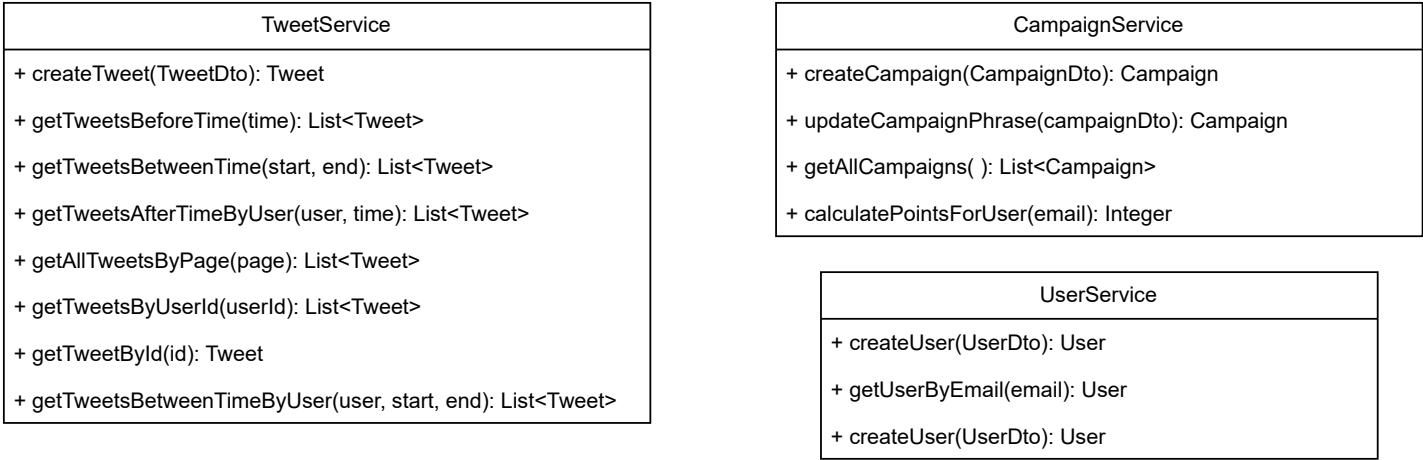 TweetService
+ createTweet(TweetDto): Tweet
+ getTweetsBeforeTime(time): List<Tweet>
+ getTweetsBetweenTime(start, end): List<Tweet>
+ getTweetsAfterTimeByUser(user, time): List<Tweet>
+ getAllTweetsByPage(page): List<Tweet>
+ getTweetsByUserId(userId): List<Tweet>
+ getTweetById(id): Tweet
+ getTweetsBetweenTimeByUser(user, start, end): List<Tweet>
CampaignService
+ createCampaign(CampaignDto): Campaign
+ updateCampaignPhrase(campaignDto): Campaign
+ getAllCampaigns( ): List<Campaign>
+ calculatePointsForUser(email): Integer
UserService
+ createUser(UserDto): User
+ getUserByEmail(email): User
+ createUser(UserDto): User